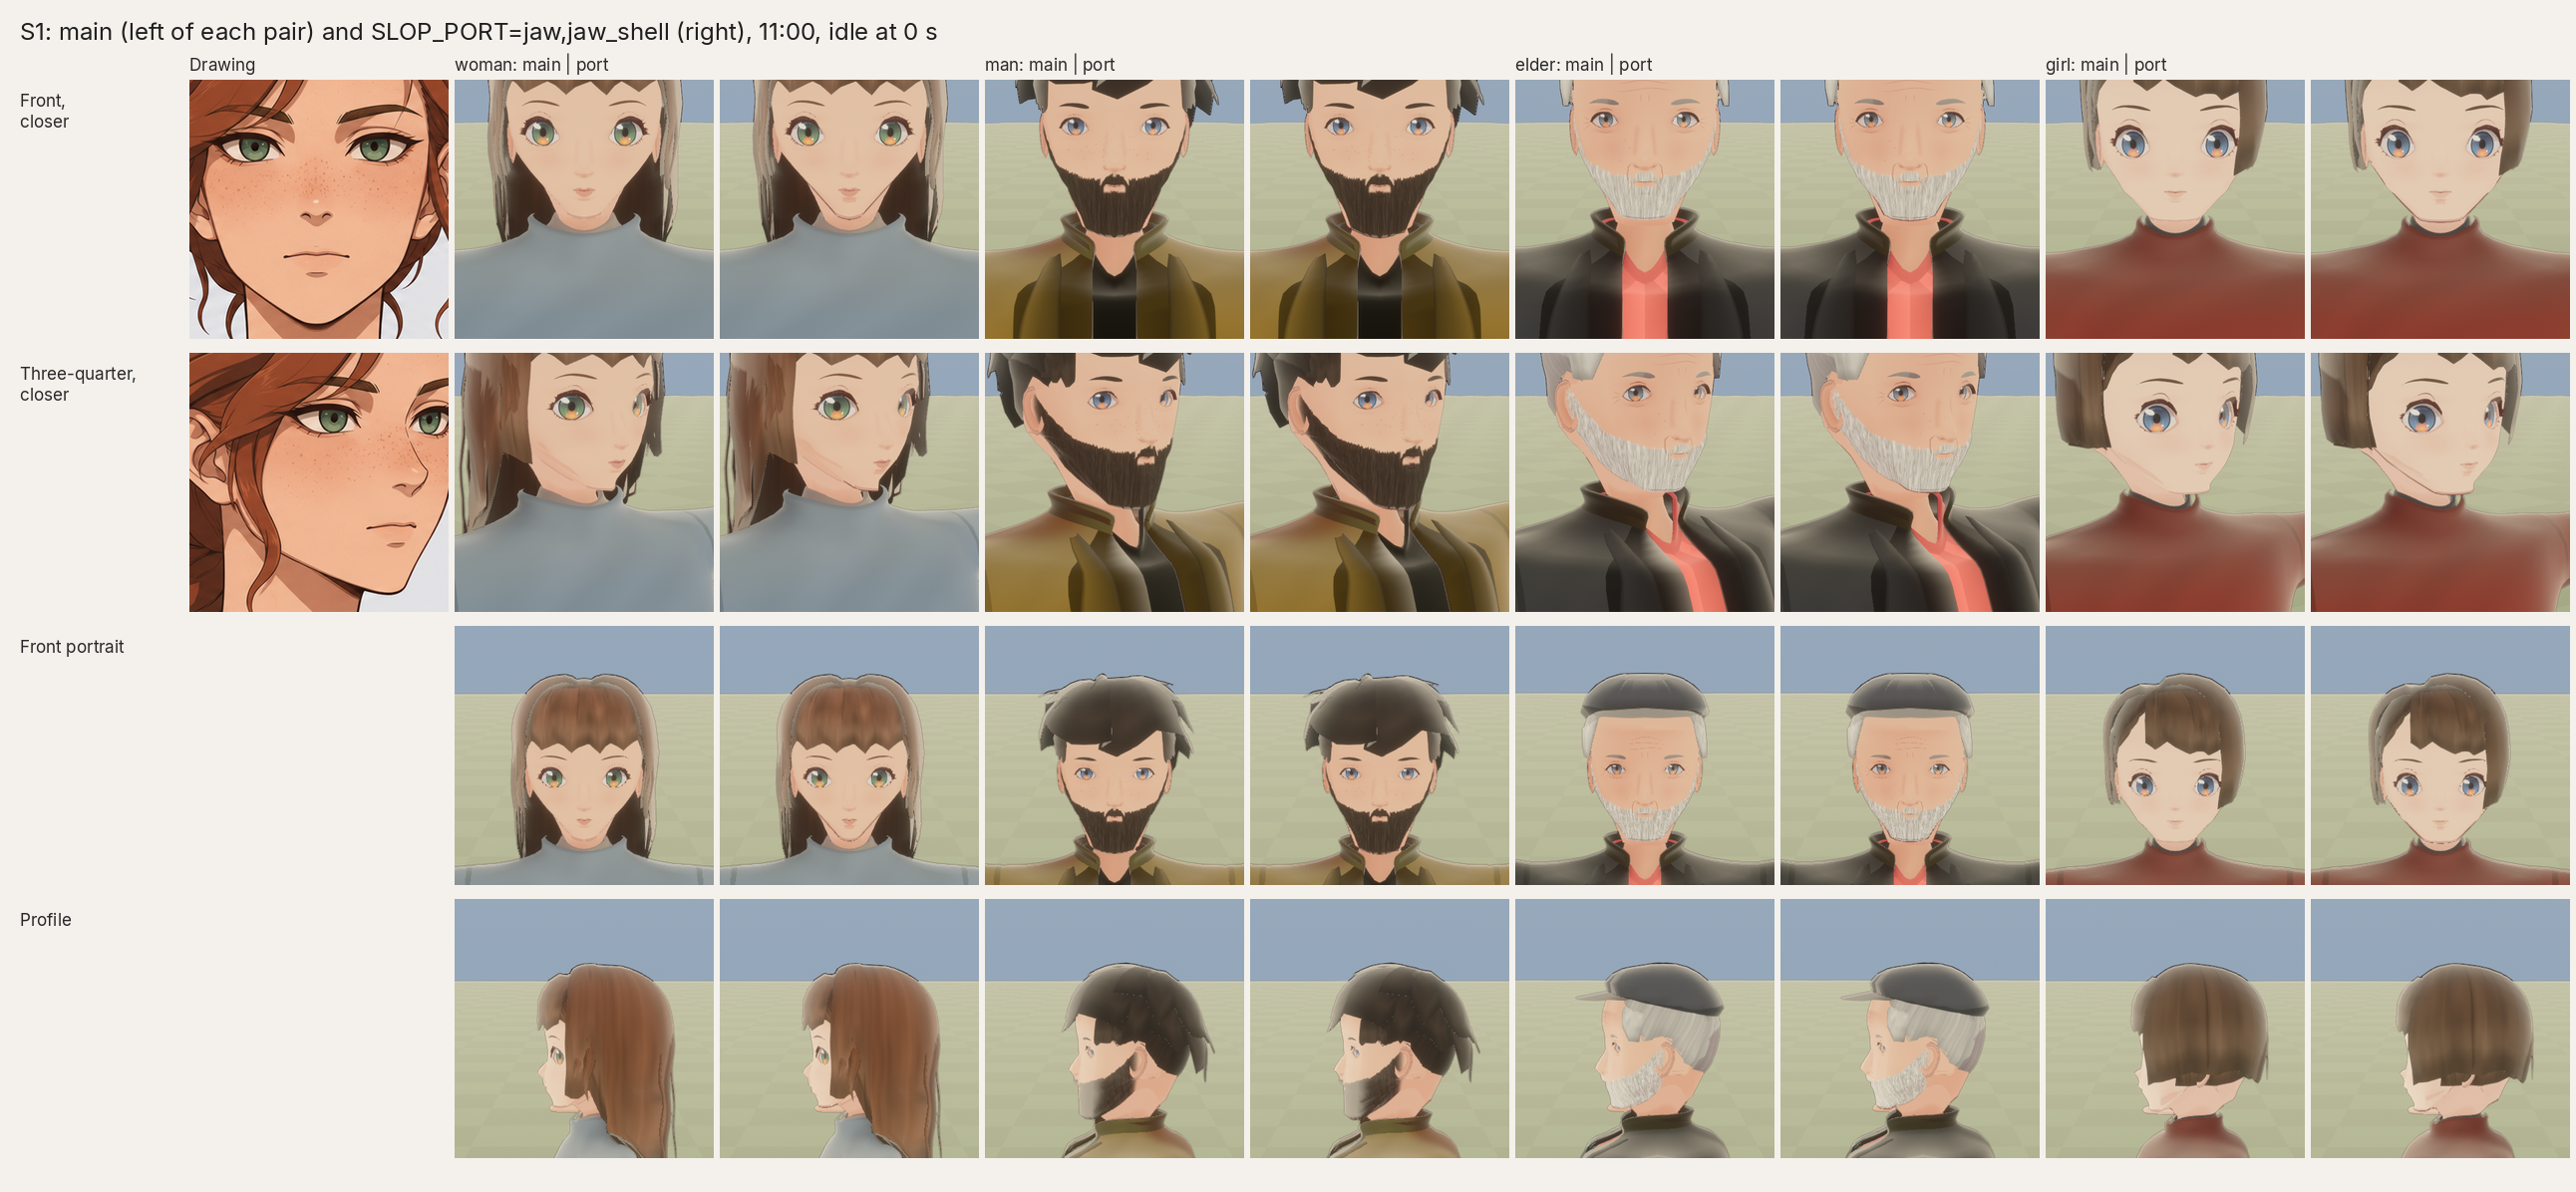 S1: main (left of each pair) and SLOP_PORT=jaw,jaw_shell (right), 11:00, idle at 0 s
Drawing
woman: main | port
man: main | port
elder: main | port
girl: main | port
Front,
closer
Three-quarter,
closer
Front portrait
Profile